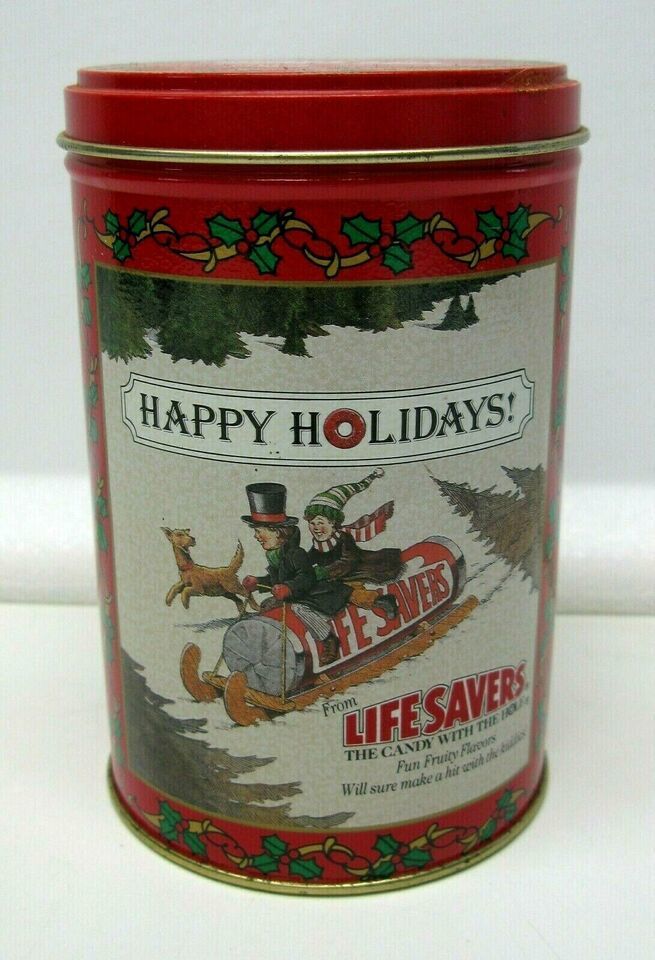 HAPPY HOLIDAYS!
LIFE SAVERS
From
LIFE SAVERS
THE CANDY WITH THE HOLE
Fun Fruity Flavors
Will sure make a hit with the kiddies